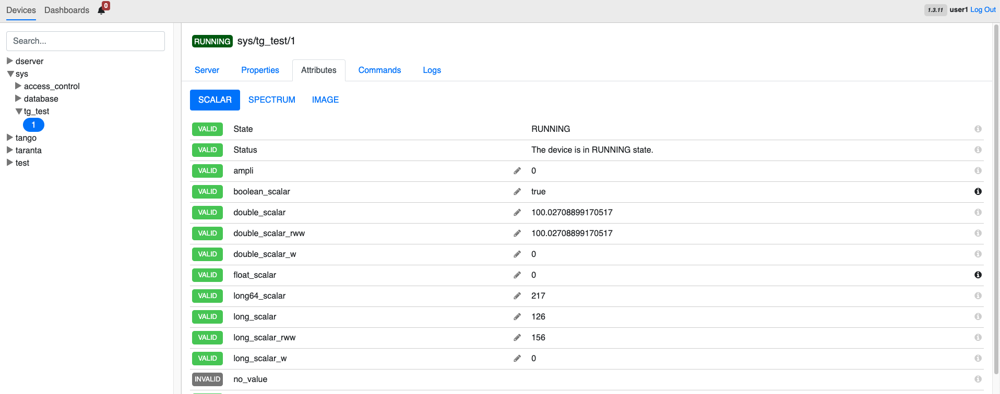 Devices Dashboards 0 1.3.11 user1 Log Out
Search...
dserver
sys
access_control
database
tg_test
1
tango
taranta
test
RUNNING sys/tg_test/1
Server Properties Attributes Commands Logs
SCALAR SPECTRUM IMAGE
VALID State RUNNING
VALID Status The device is in RUNNING state.
VALID ampli 0
VALID boolean_scalar true
VALID double_scalar 100.02708899170517
VALID double_scalar_rww 100.02708899170517
VALID double_scalar_w 0
VALID float_scalar 0
VALID long64_scalar 217
VALID long_scalar 126
VALID long_scalar_rww 156
VALID long_scalar_w 0
INVALID no_value